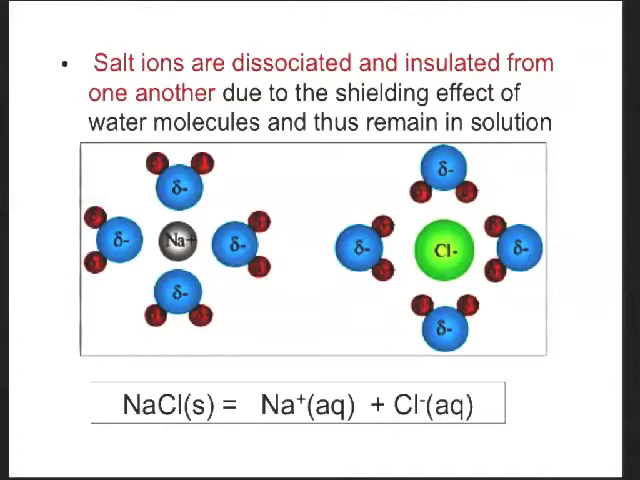 • Salt ions are dissociated and insulated from
one another due to the shielding effect of
water molecules and thus remain in solution
δ- δ-
δ- Na+ δ- δ- Cl- δ-
δ- δ-
NaCl(s) = Na⁺(aq) + Cl⁻(aq)